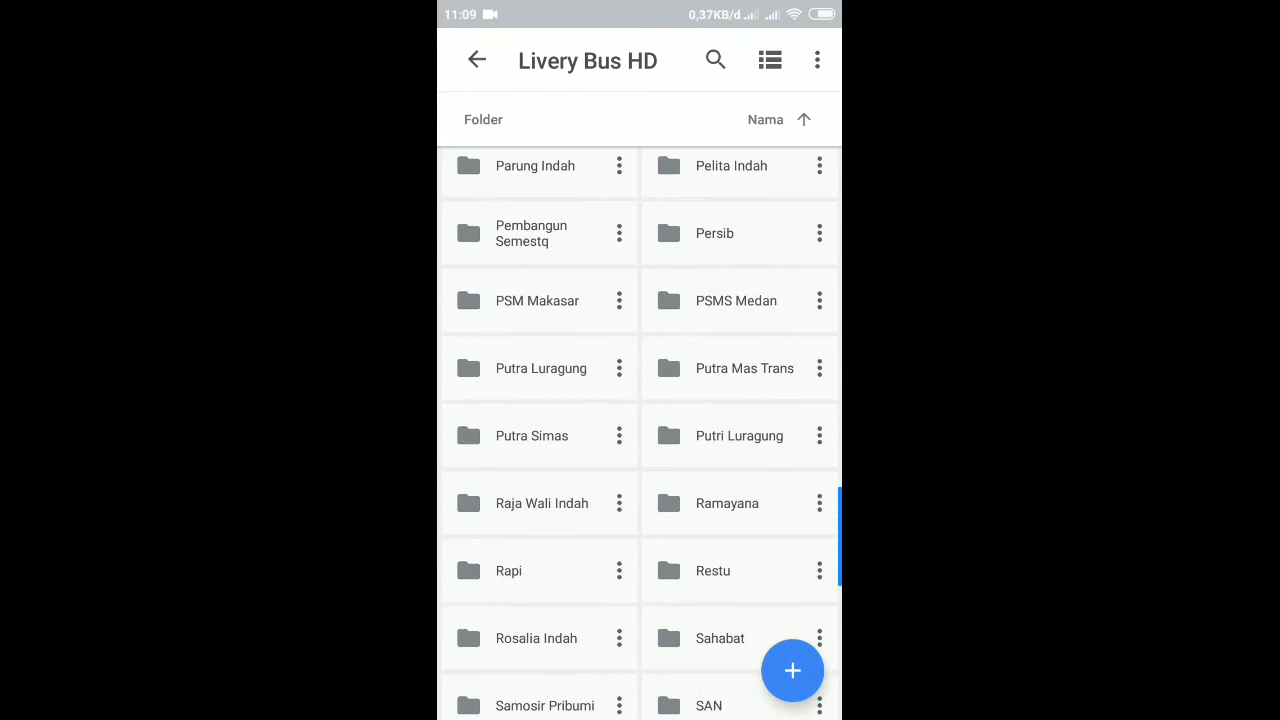 11:09 0,37KB/d
Livery Bus HD
Folder Nama
Parung Indah Pelita Indah
Pembangun
Semestq
Persib
PSM Makasar PSMS Medan
Putra Luragung Putra Mas Trans
Putra Simas Putri Luragung
Raja Wali Indah Ramayana
Rapi Restu
Rosalia Indah Sahabat
Samosir Pribumi SAN